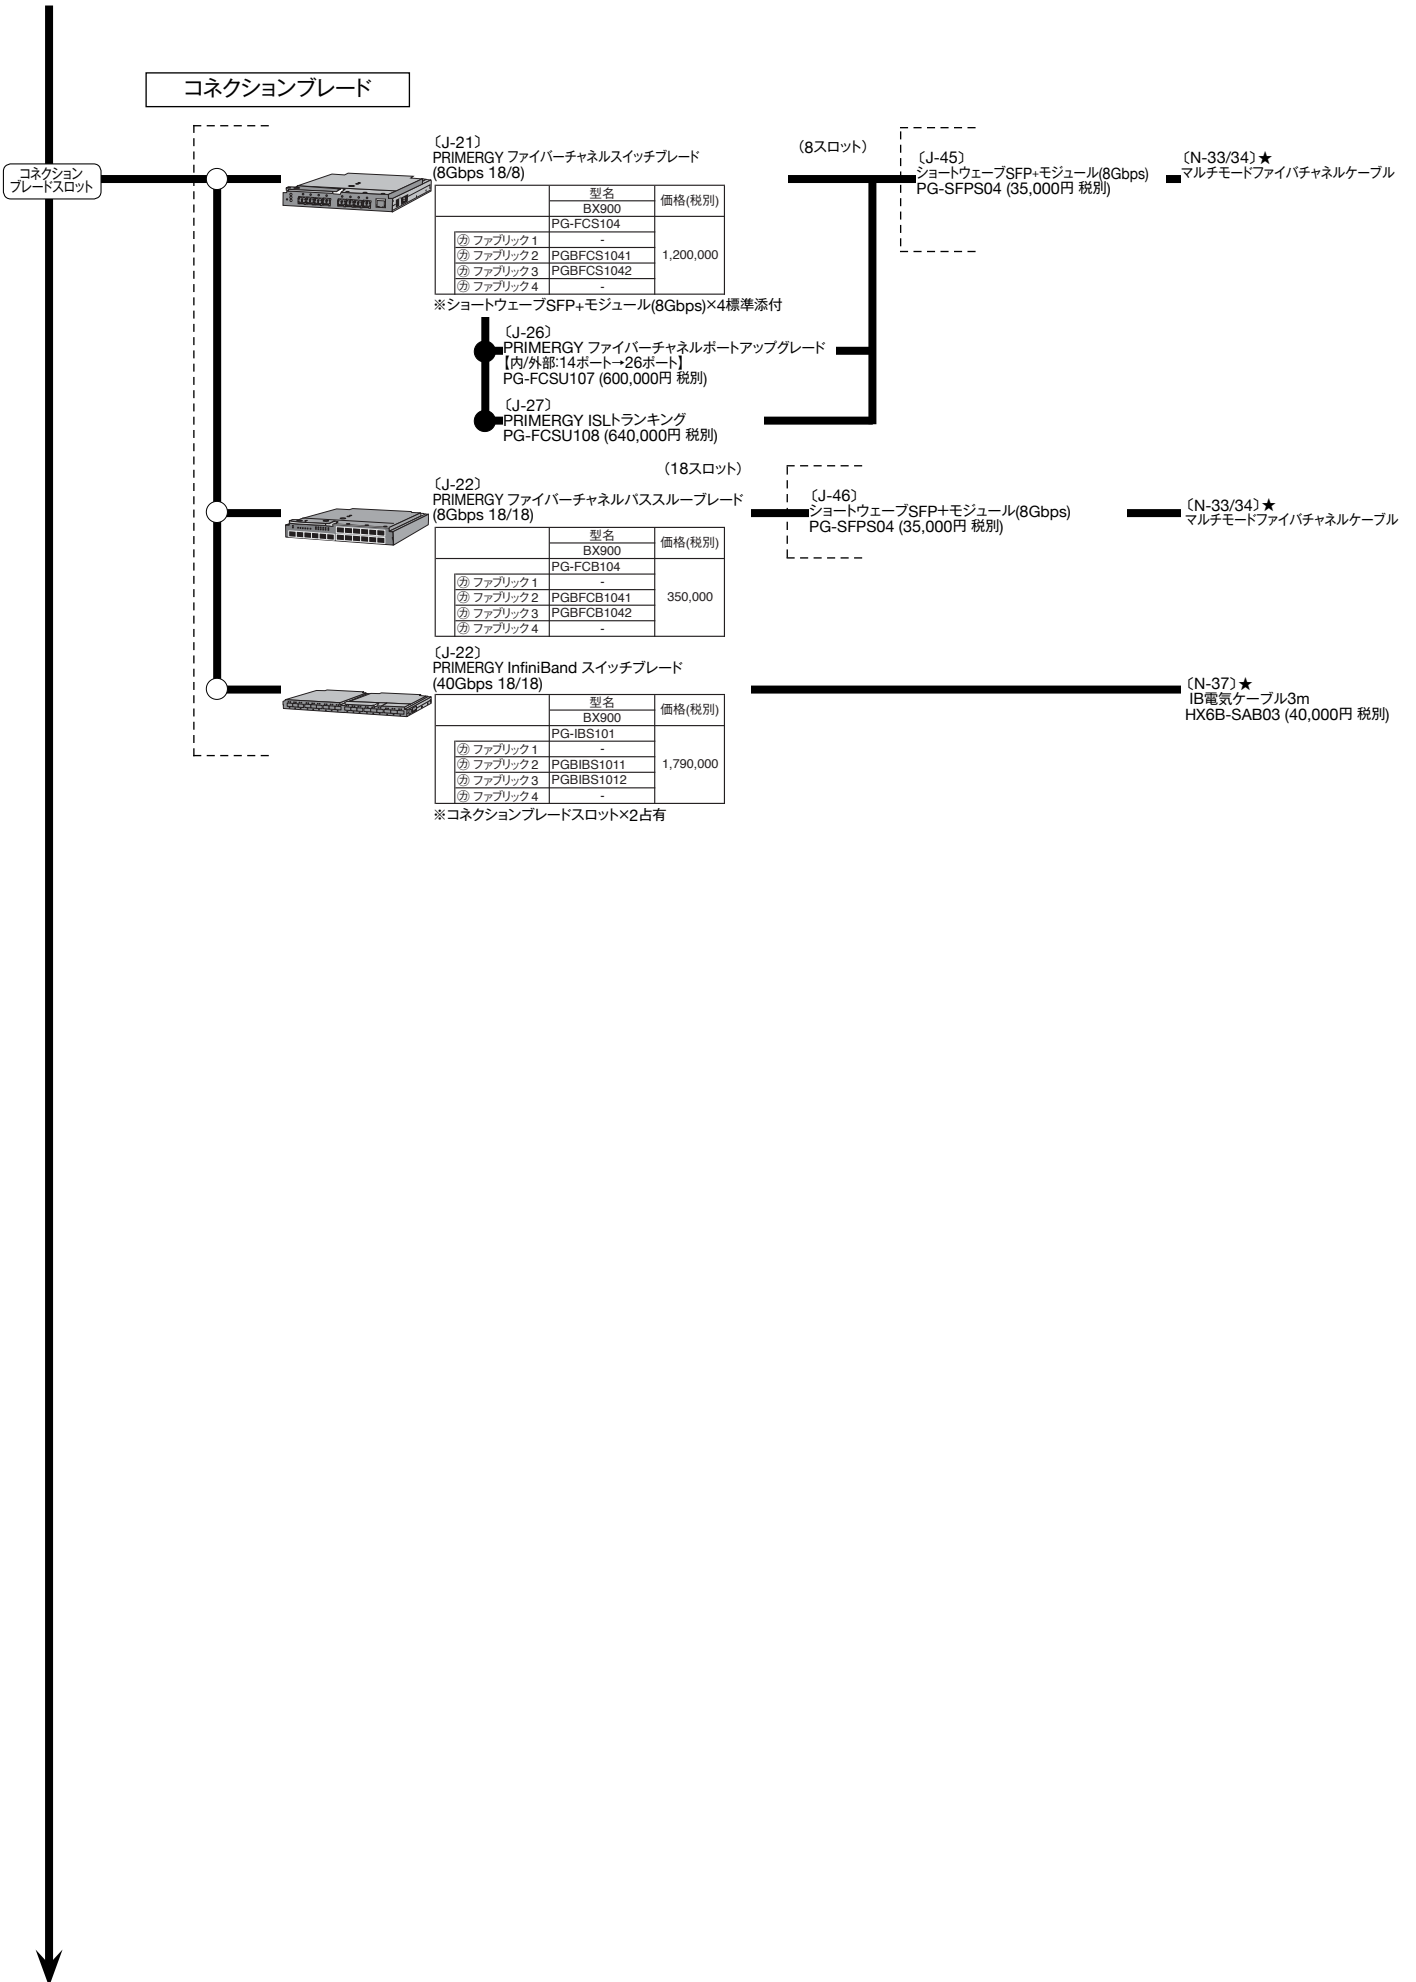 コネクションブレード
コネクション
ブレードスロット
〔J-21〕
PRIMERGY ファイバーチャネルスイッチブレード
(8Gbps 18/8)
型名 価格(税別)
BX900
PG-FCS104
㋕ ファブリック1 -
㋕ ファブリック2 PGBFCS1041 1,200,000
㋕ ファブリック3 PGBFCS1042
㋕ ファブリック4 -
※ショートウェーブSFP+モジュール(8Gbps)×4標準添付
(8スロット)
〔J-45〕
ショートウェーブSFP+モジュール(8Gbps)
PG-SFPS04 (35,000円 税別)
〔N-33/34〕★
マルチモードファイバチャネルケーブル
〔J-26〕
PRIMERGY ファイバーチャネルポートアップグレード
【内/外部:14ポート→26ポート】
PG-FCSU107 (600,000円 税別)
〔J-27〕
PRIMERGY ISLトランキング
PG-FCSU108 (640,000円 税別)
〔J-22〕
PRIMERGY ファイバーチャネルパススルーブレード
(8Gbps 18/18)
型名 価格(税別)
BX900
PG-FCB104
㋕ ファブリック1 -
㋕ ファブリック2 PGBFCB1041 350,000
㋕ ファブリック3 PGBFCB1042
㋕ ファブリック4 -
(18スロット)
〔J-46〕
ショートウェーブSFP+モジュール(8Gbps)
PG-SFPS04 (35,000円 税別)
〔N-33/34〕★
マルチモードファイバチャネルケーブル
〔J-22〕
PRIMERGY InfiniBand スイッチブレード
(40Gbps 18/18)
型名 価格(税別)
BX900
PG-IBS101
㋕ ファブリック1 -
㋕ ファブリック2 PGBIBS1011 1,790,000
㋕ ファブリック3 PGBIBS1012
㋕ ファブリック4 -
※コネクションブレードスロット×2占有
〔N-37〕★
IB電気ケーブル3m
HX6B-SAB03 (40,000円 税別)